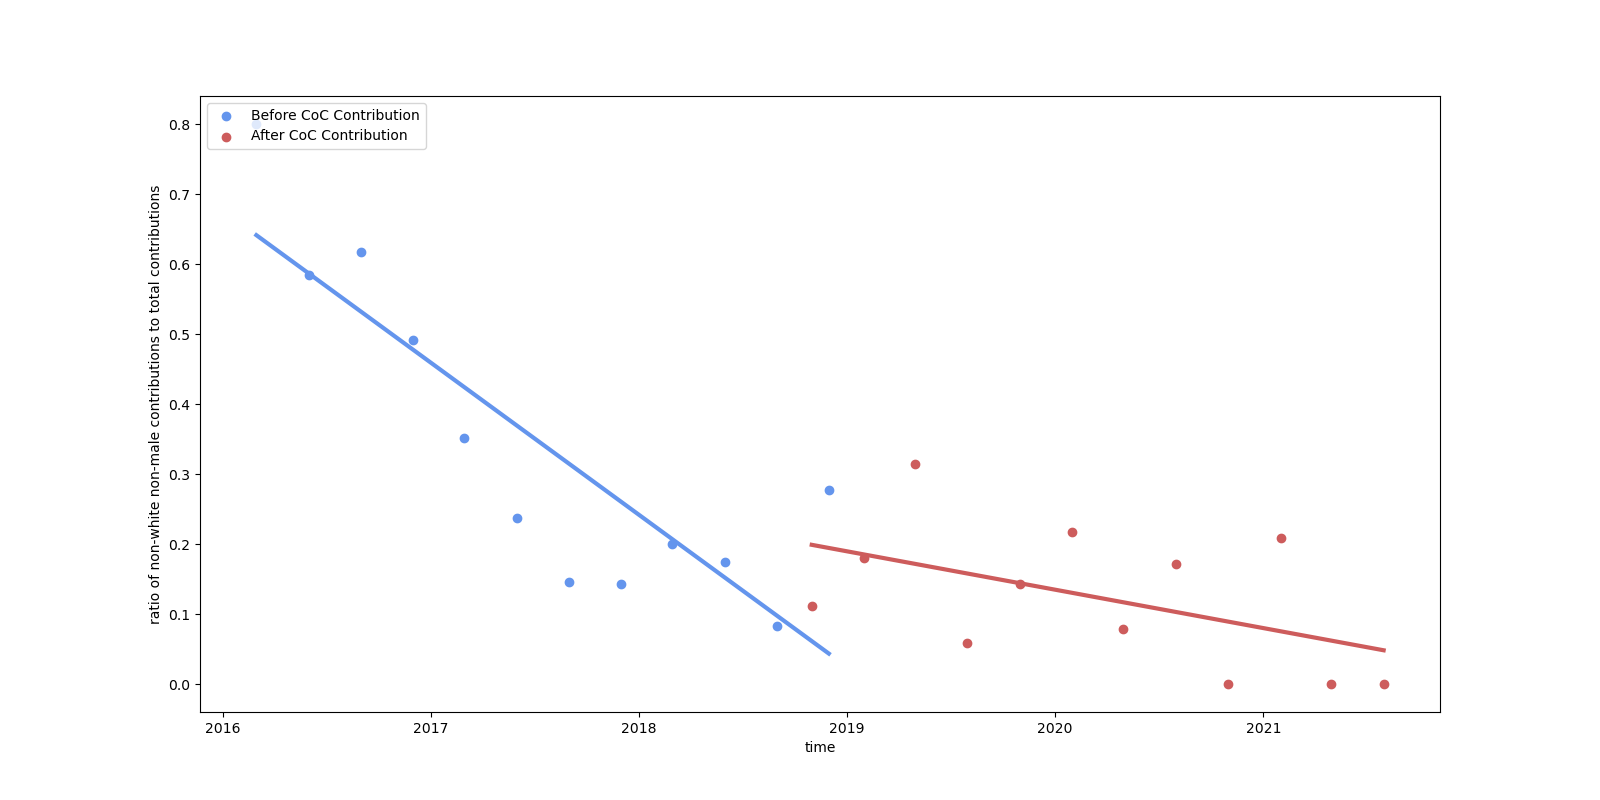 Before CoC Contribution
After CoC Contribution
ratio of non-white non-male contributions to total contributions
0.8
0.7
0.6
0.5
0.4
0.3
0.2
0.1
0.0
2016 2017 2018 2019 2020 2021
time